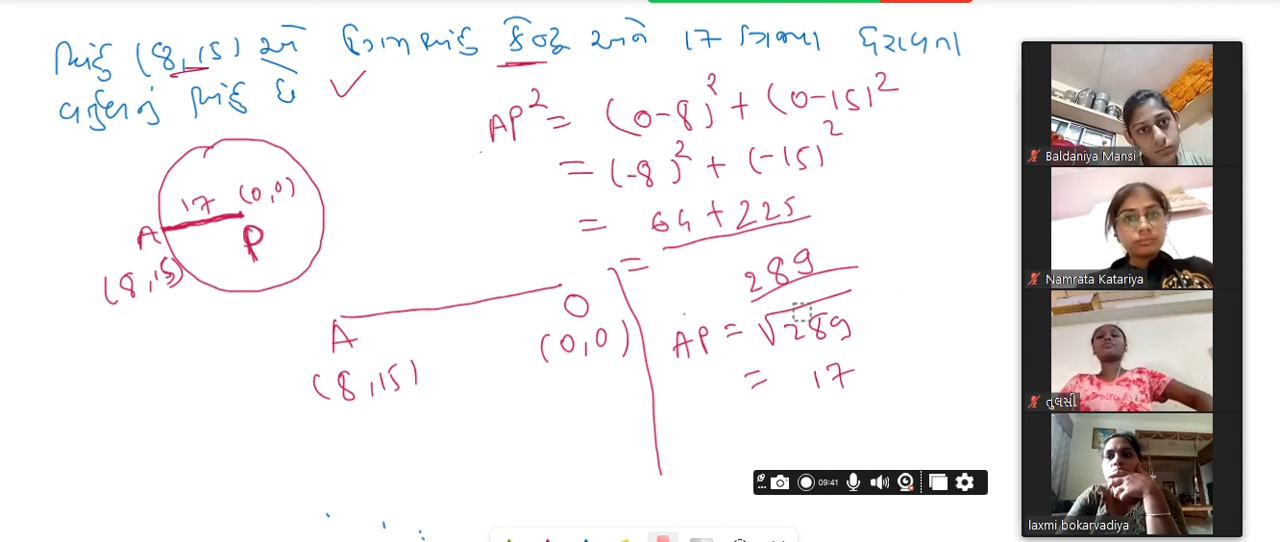 બિંદુ (8,15) એ ઉગમબિંદુ કેન્દ્ર અને 17 ત્રિજ્યા ધરાવતા
વર્તુળનું બિંદુ છે ✓
AP² = (0-8)² + (0-15)²
= (-8)² + (-15)²
= 64 + 225
=
289
AP = √289
= 17
17 (0,0)
A
P
(8,15)
A
O
(8,15)
(0,0)
Baldaniya Mansi
Namrata Katariya
તુલસી
laxmi bokarvadiya
09:41